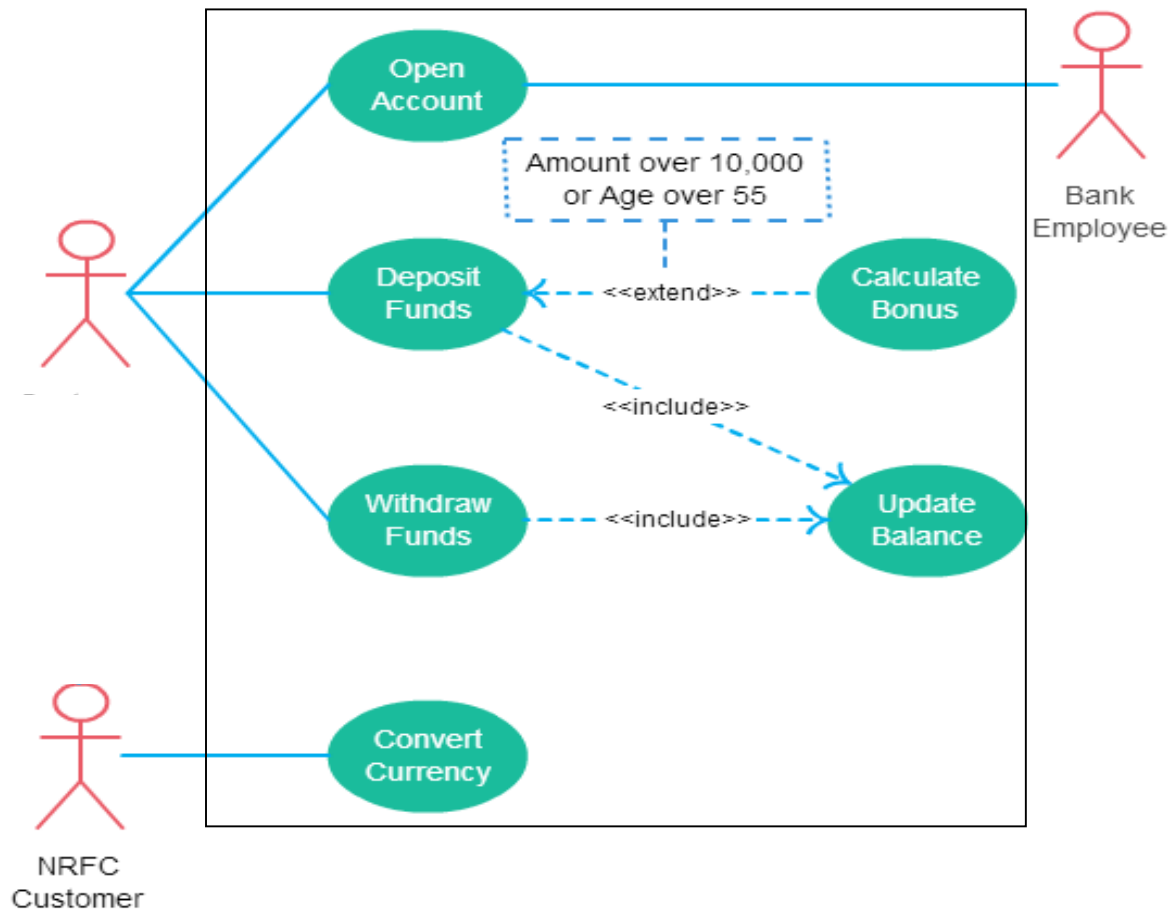 Open
Account
Bank
Employee
Amount over 10,000
or Age over 55
Deposit
Funds
<<extend>>
Calculate
Bonus
<<include>>
Withdraw
Funds
<<include>>
Update
Balance
Convert
Currency
NRFC
Customer